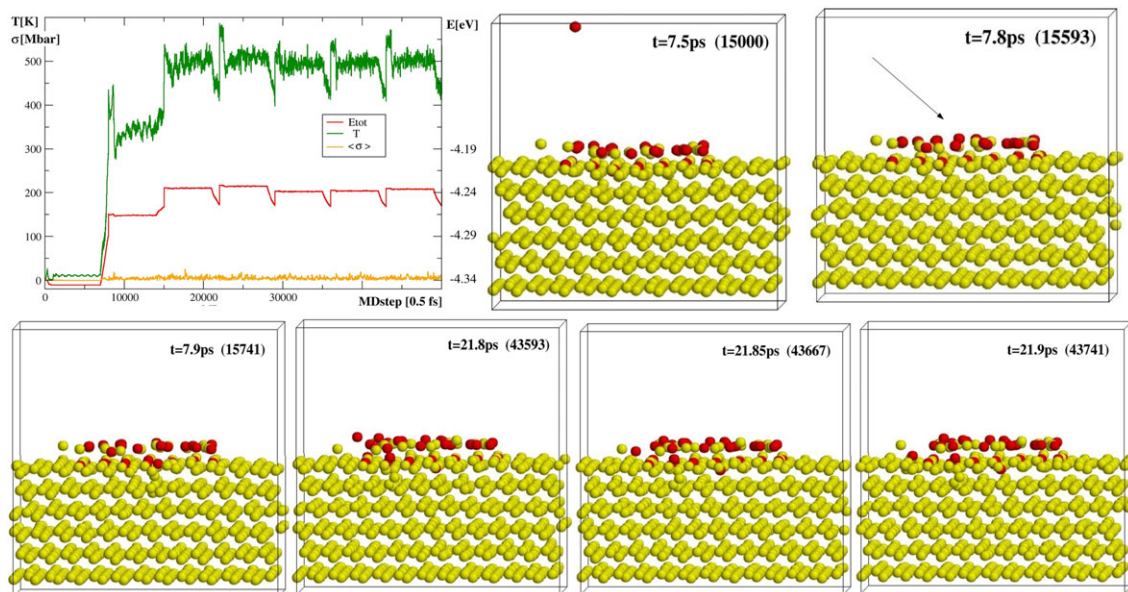 T[K]
σ[Mbar]
E[eV]
500
400
300
200
100
0
Etot
T
<σ>
-4.19
-4.24
-4.29
-4.34
0
10000
20000
30000
MDstep [0.5 fs]
t=7.5ps (15000)
t=7.8ps (15593)
t=7.9ps (15741)
t=21.8ps (43593)
t=21.85ps (43667)
t=21.9ps (43741)